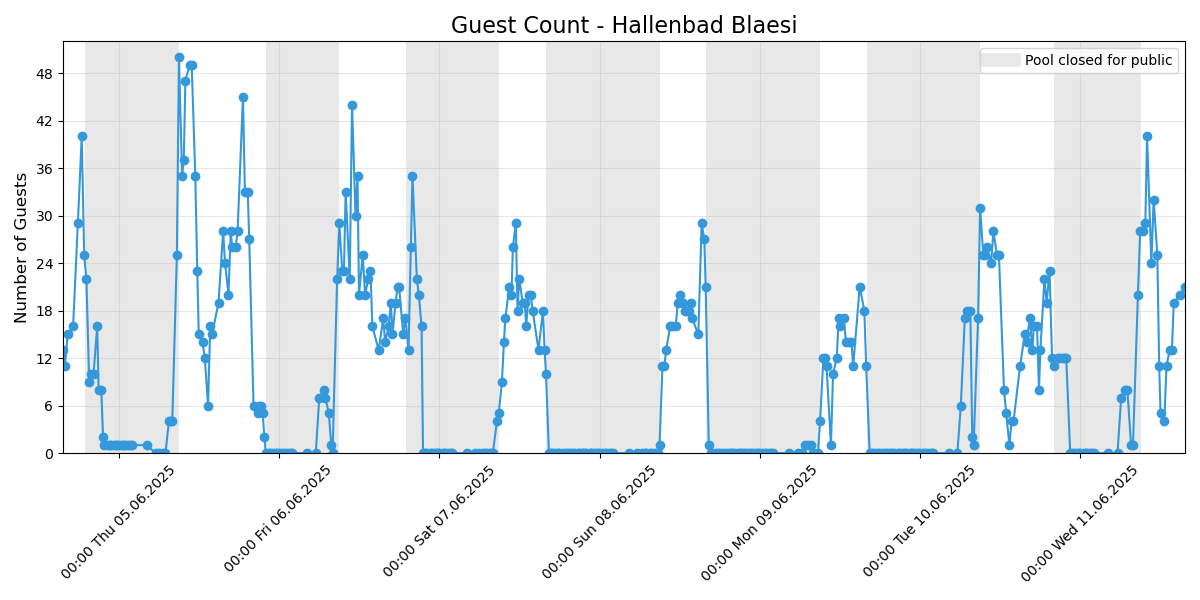 Guest Count - Hallenbad Blaesi
Pool closed for public
Number of Guests
48
42
36
30
24
18
12
6
0
00:00 Thu 05.06.2025
00:00 Fri 06.06.2025
00:00 Sat 07.06.2025
00:00 Sun 08.06.2025
00:00 Mon 09.06.2025
00:00 Tue 10.06.2025
00:00 Wed 11.06.2025